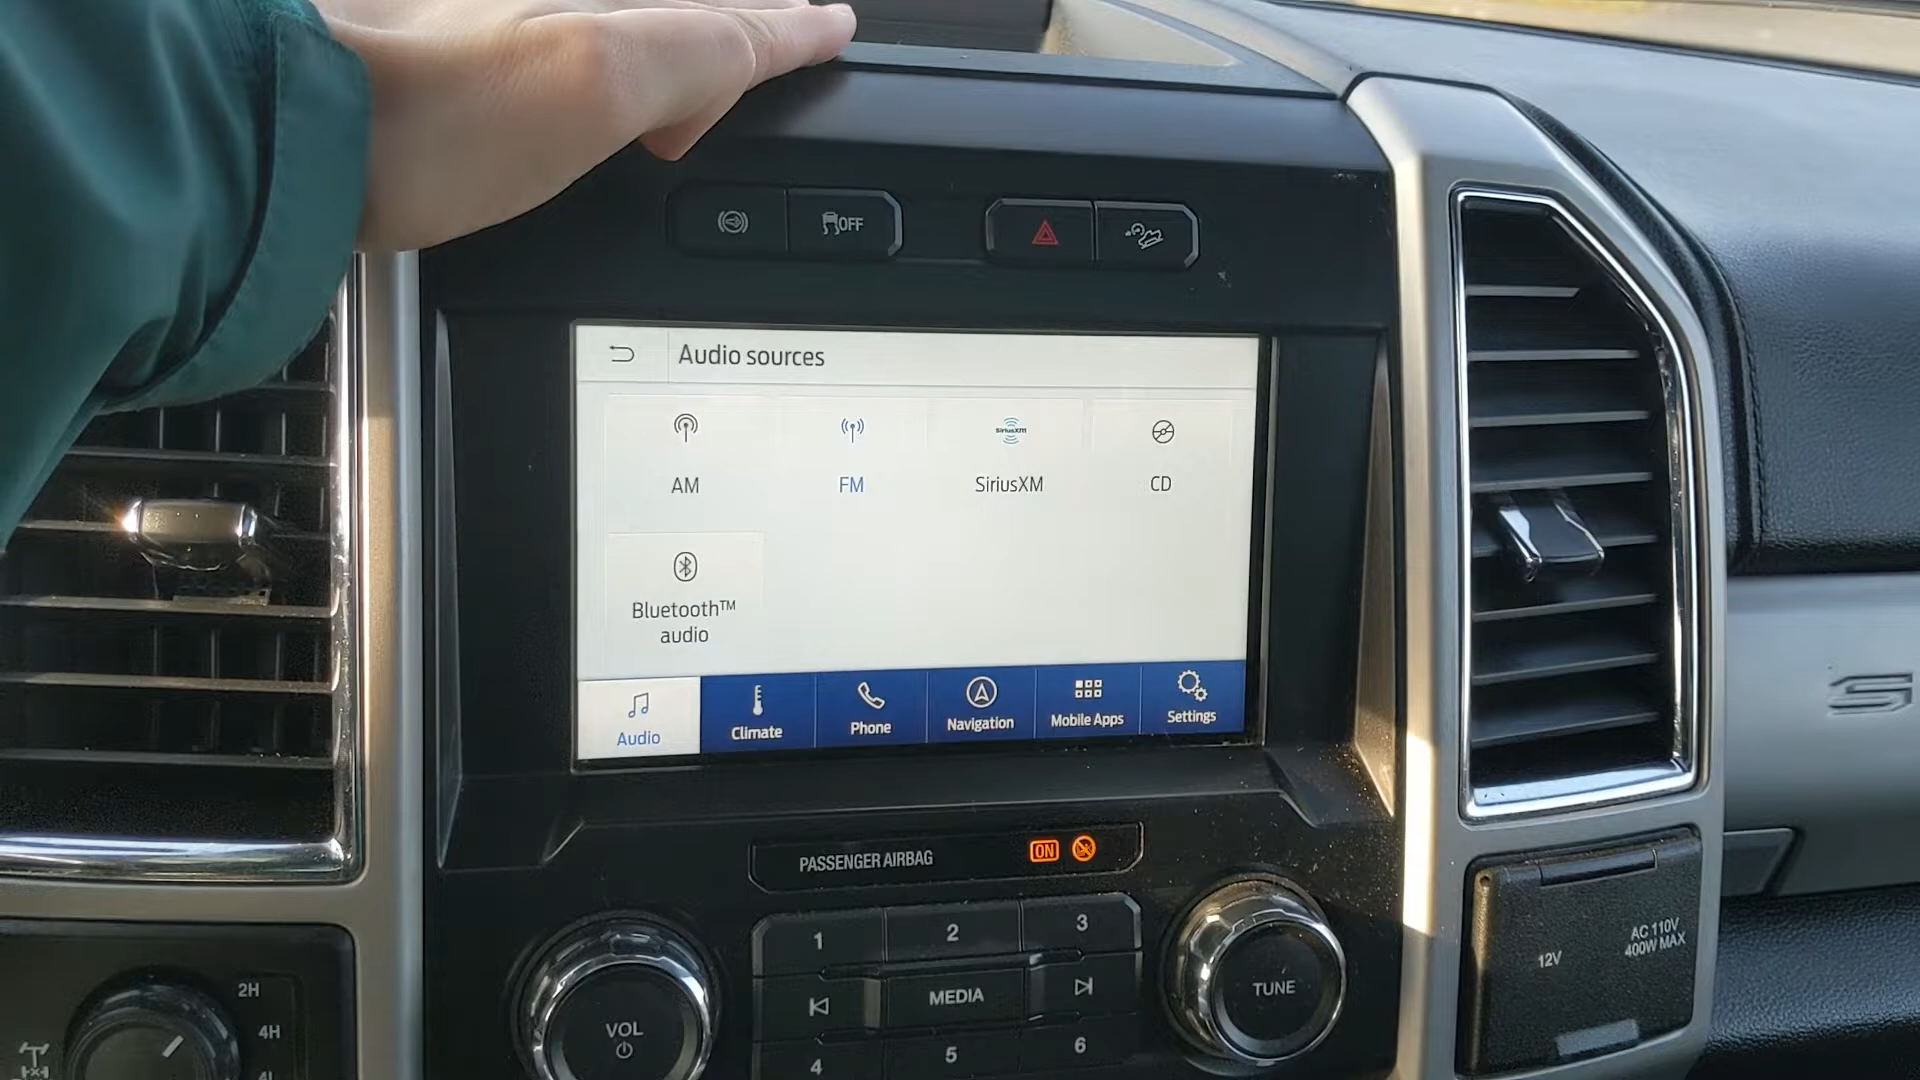 OFF
Audio sources
AM
FM
SiriusXM
SiriusXM
CD
Bluetooth™
audio
Audio
Climate
Phone
Navigation
Mobile Apps
Settings
PASSENGER AIRBAG
ON
1
2
3
MEDIA
4
5
6
VOL
TUNE
2H
4H
12V
AC 110V
400W MAX
S